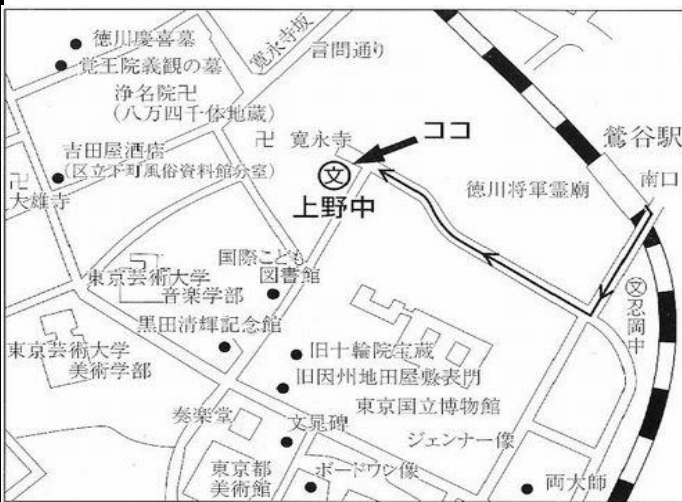 徳川慶喜墓
覚王院義観の墓
寛永寺坂
言問通り
浄名院卍
(八万四千体地蔵)
卍 寛永寺
ココ
鶯谷駅
南口
吉田屋酒店
(区立下町風俗資料館分室)
卍
大雄寺
文
上野中
徳川将軍霊廟
国際こども
図書館
文
忍岡中
東京芸術大学
音楽学部
黒田清輝記念館
東京芸術大学
美術学部
旧十輪院宝蔵
旧因州地田屋敷表門
東京国立博物館
奏楽堂
文晁碑
ジェンナー像
東京都
美術館
ボードワン像
両大師